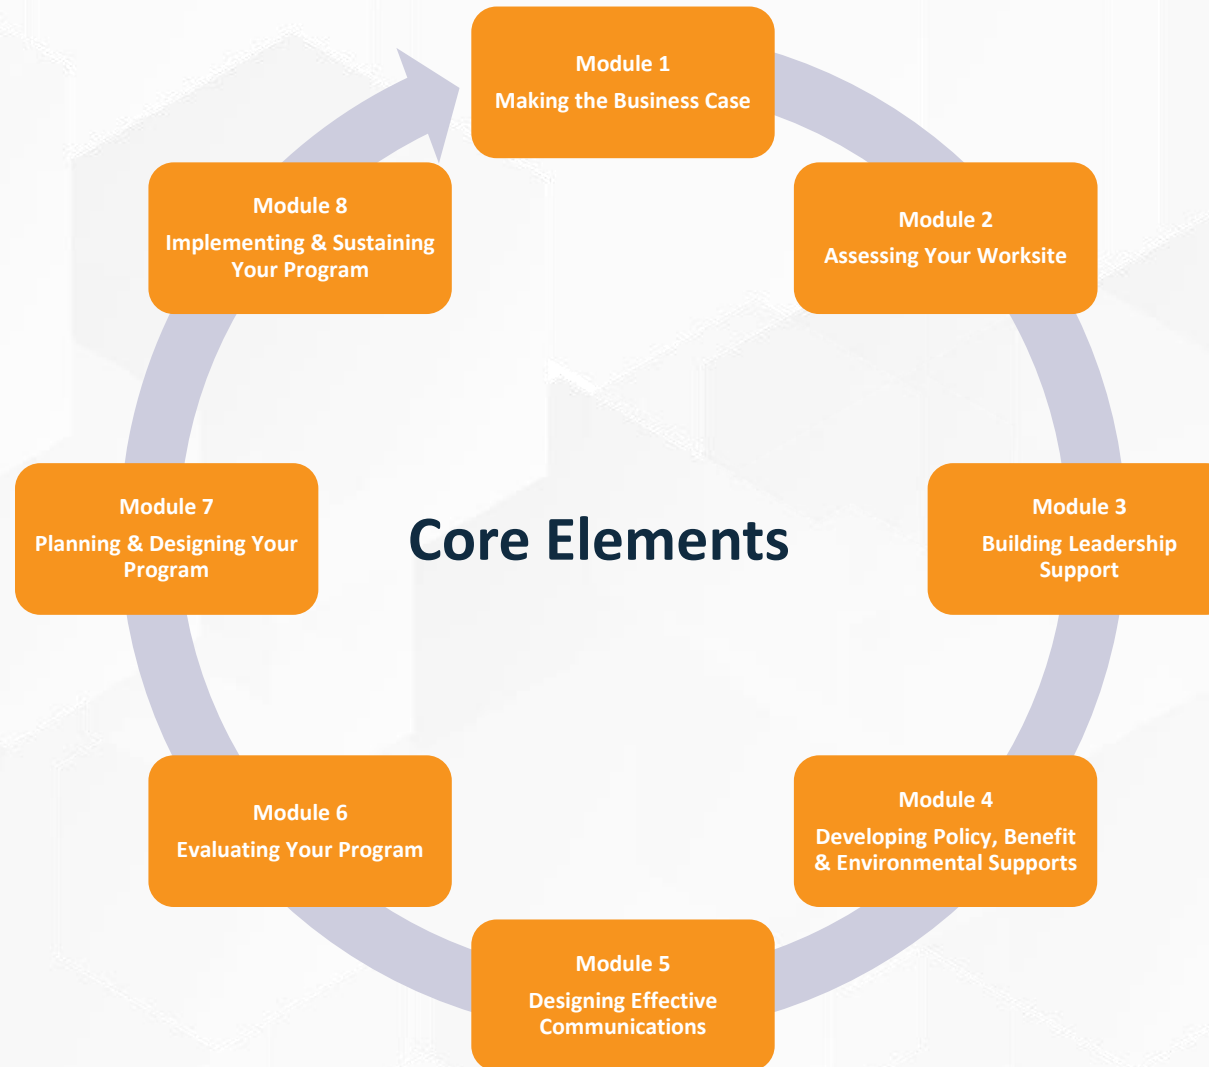 Module 1
Making the Business Case
Module 2
Assessing Your Worksite
Module 3
Building Leadership
Support
Module 4
Developing Policy, Benefit
& Environmental Supports
Module 5
Designing Effective
Communications
Module 6
Evaluating Your Program
Module 7
Planning & Designing Your
Program
Module 8
Implementing & Sustaining
Your Program
Core Elements